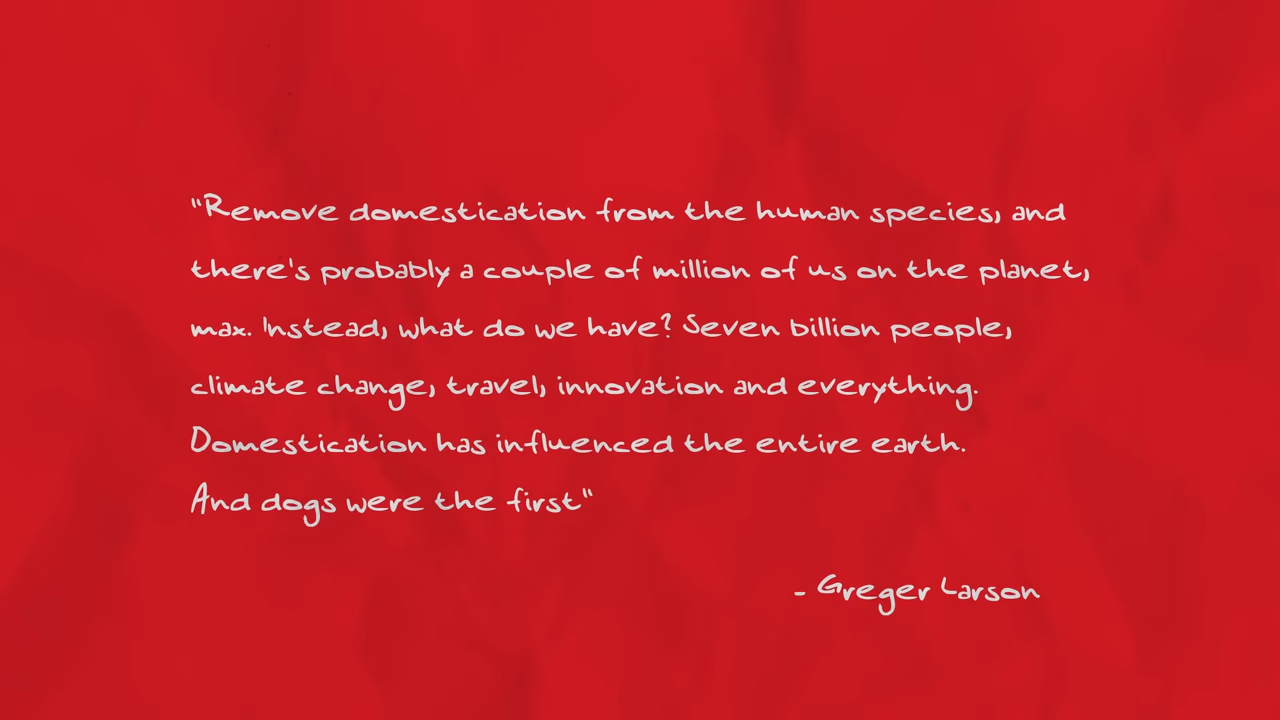 "Remove domestication from the human species, and
there's probably a couple of million of us on the planet,
max. Instead, what do we have? Seven billion people,
climate change, travel, innovation and everything.
Domestication has influenced the entire earth.
And dogs were the first"
- Greger Larson